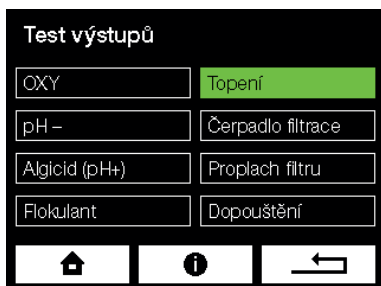 Test výstupů
OXY
Topení
pH –
Čerpadlo filtrace
Algicid (pH+)
Proplach filtru
Flokulant
Dopouštění